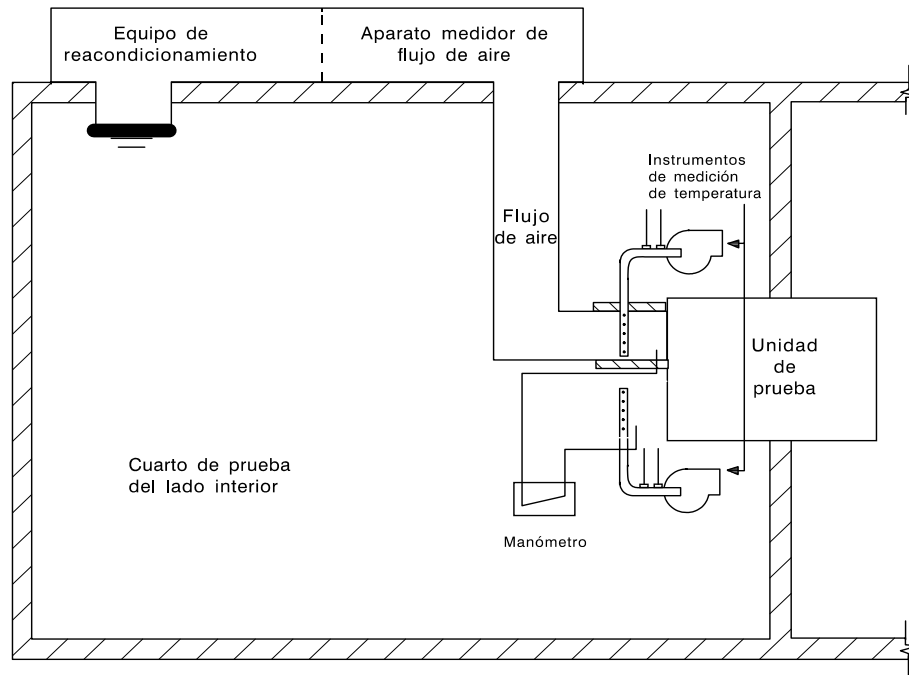 Equipo de
reacondicionamiento
Aparato medidor de
flujo de aire
Instrumentos
de medición
de temperatura
Flujo
de aire
Unidad
de
prueba
Cuarto de prueba
del lado interior
Manómetro